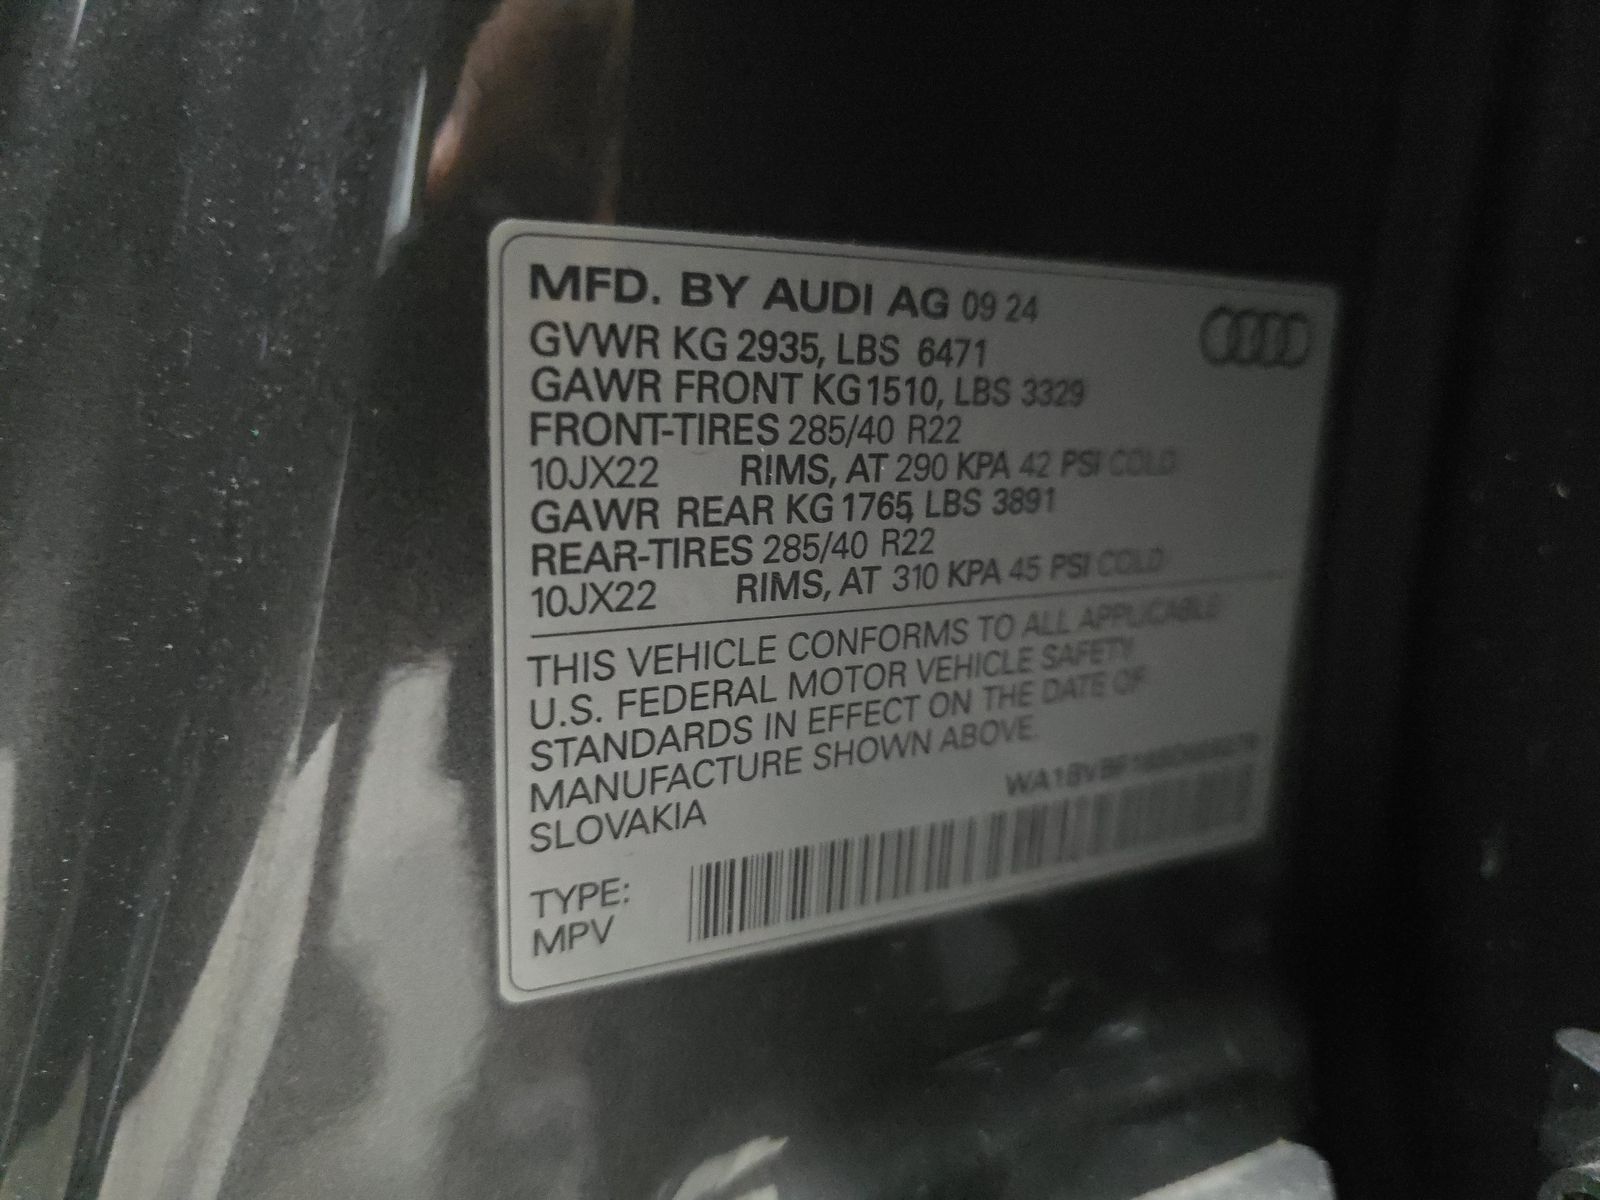 MFD. BY AUDI AG 09 24
GVWR KG 2935, LBS 6471
GAWR FRONT KG 1510, LBS 3329
FRONT-TIRES 285/40 R22
10JX22 RIMS, AT 290 KPA 42 PSI COLD
GAWR REAR KG 1765, LBS 3891
REAR-TIRES 285/40 R22
10JX22 RIMS, AT 310 KPA 45 PSI COLD
THIS VEHICLE CONFORMS TO ALL APPLICABLE
U.S. FEDERAL MOTOR VEHICLE SAFETY
STANDARDS IN EFFECT ON THE DATE OF
MANUFACTURE SHOWN ABOVE.
SLOVAKIA
TYPE:
MPV